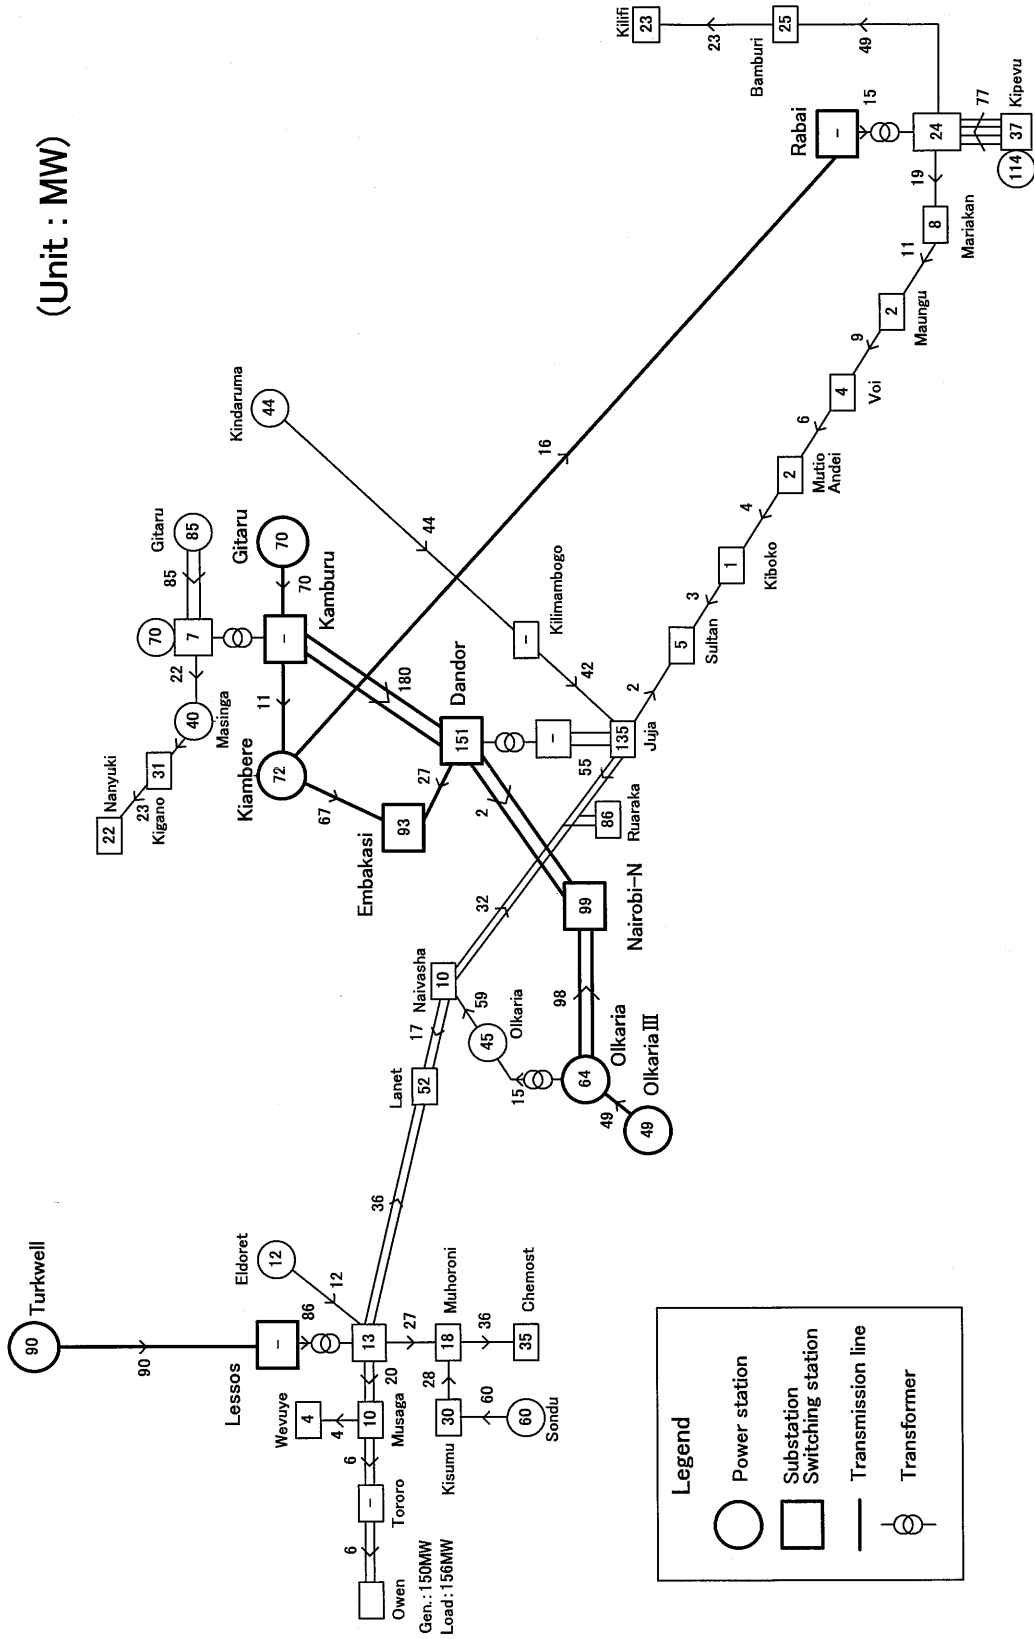 (Unit : MW)
90
Turkwell
90
Lessos
-
86
Eldoret
12
12
13
20
27
36
Wevuye
4
4
10
Musaga
6
-
Tororo
6
Owen
Gen.:150MW
Load:156MW
18
Muhoroni
28
30
Kisumu
60
60
Sondu
36
35
Chemost
Lanet
52
17
Naivasha
10
59
45
Olkaria
15
64
Olkaria
49
49
Olkaria III
98
99
Nairobi-N
32
86
Ruaraka
55
2
22
Nanyuki
23
31
Kigano
40
Masinga
22
70
7
85
Gitaru
85
Gitaru
70
70
-
Kamburu
11
Kiambere
72
67
Embakasi
93
27
180
Dandor
151
-
135
Juja
42
-
Kilimambogo
44
Kindaruma
44
16
2
5
Sultan
3
1
Kiboko
4
2
Mutio
Andei
6
4
Voi
9
2
Maungu
11
8
Mariakan
19
Rabai
-
15
24
77
114
37
Kipevu
49
Bamburi
25
23
Kilifi
23
Legend
Power station
Substation
Switching station
Transmission line
Transformer